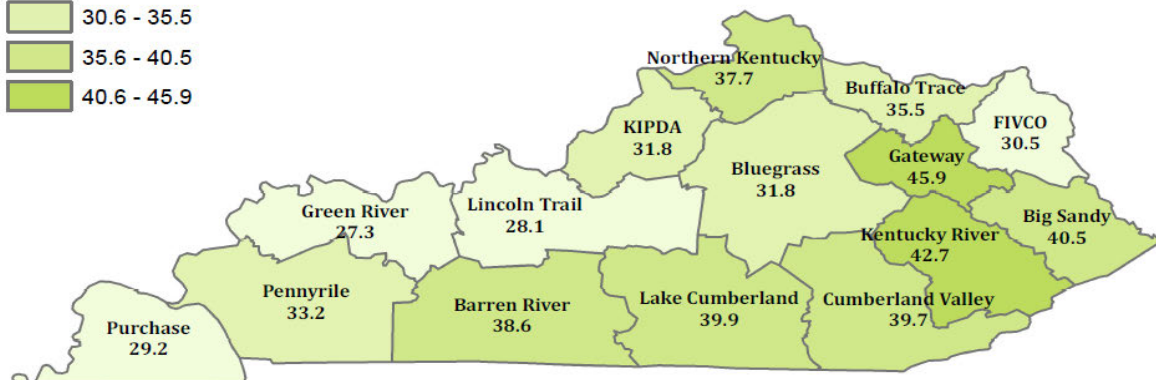 30.6 - 35.5
35.6 - 40.5
40.6 - 45.9
Northern Kentucky
37.7
Buffalo Trace
35.5
FIVCO
30.5
KIPDA
31.8
Bluegrass
31.8
Gateway
45.9
Green River
27.3
Lincoln Trail
28.1
Big Sandy
40.5
Kentucky River
42.7
Pennyrile
33.2
Barren River
38.6
Lake Cumberland
39.9
Cumberland Valley
39.7
Purchase
29.2